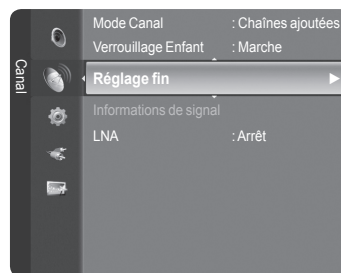 Canal
Mode Canal : Chaînes ajoutées
Verrouillage Enfant : Marche
Réglage fin
Informations de signal
LNA : Arrêt